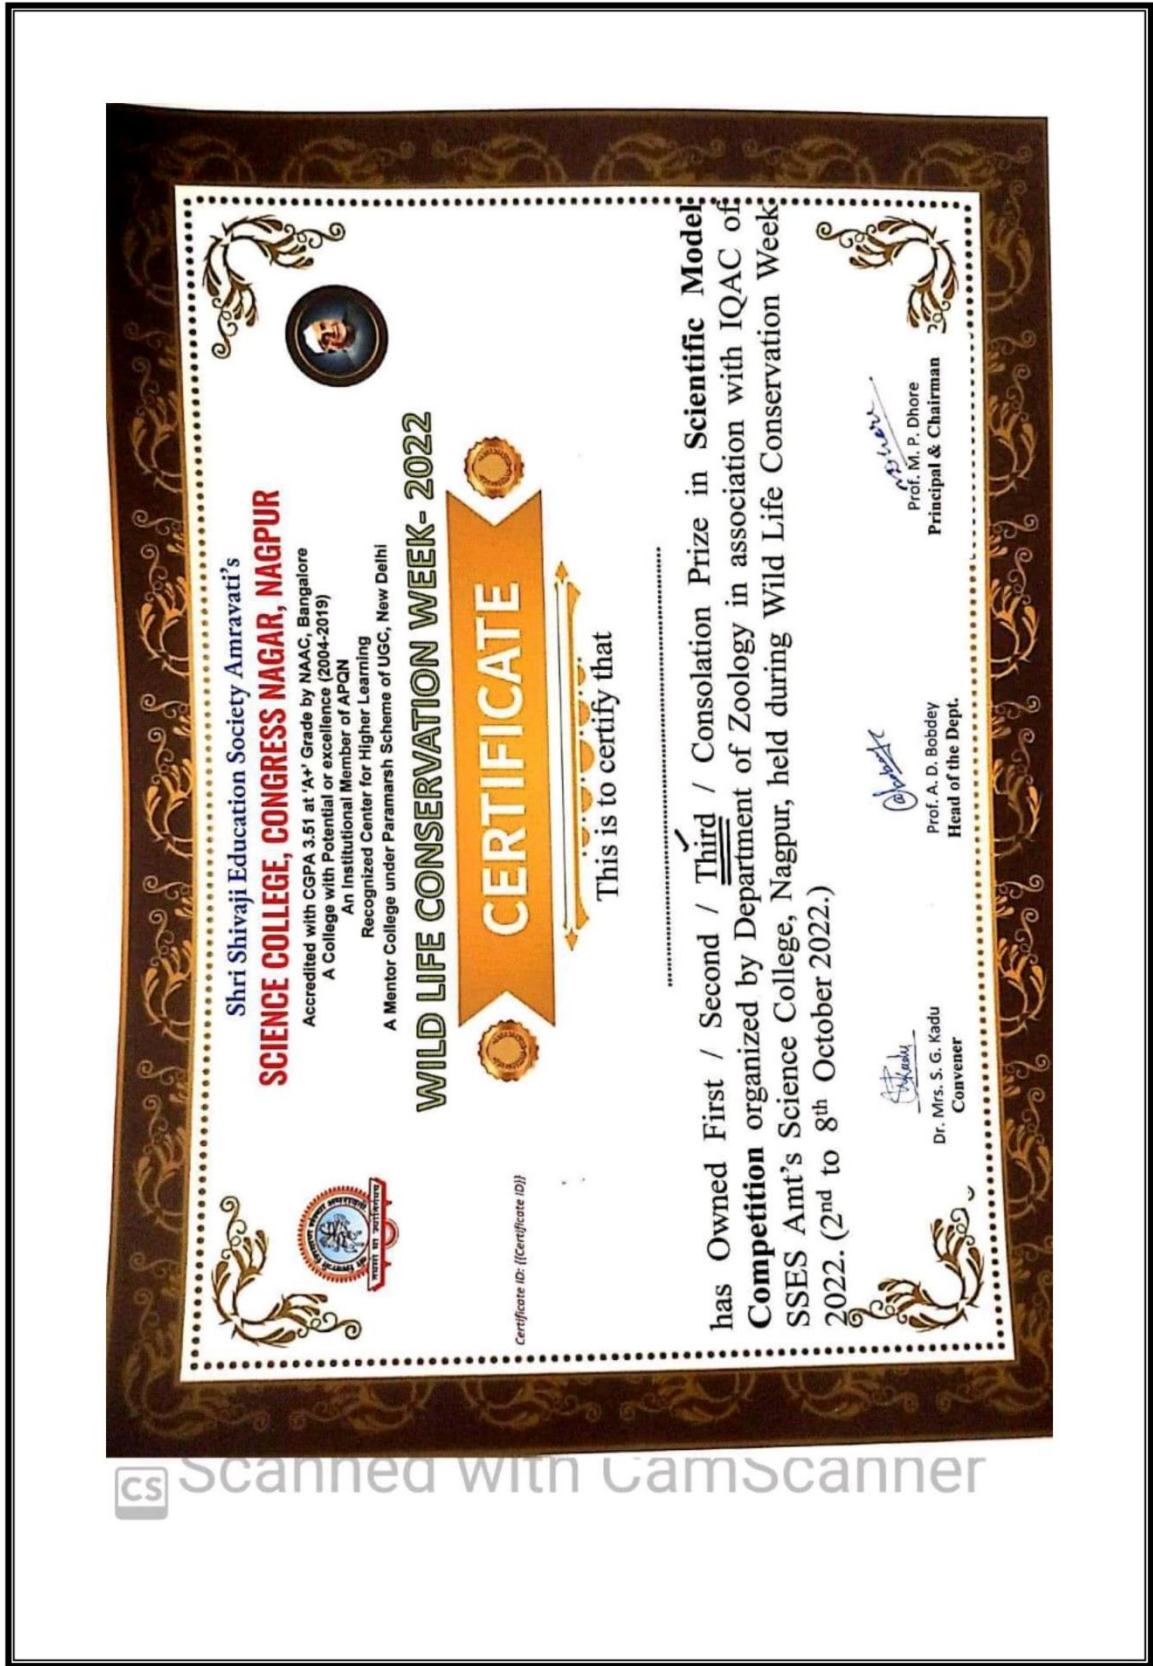 Shri Shivaji Education Society Amravati's
SCIENCE COLLEGE, CONGRESS NAGAR, NAGPUR
Accredited with CGPA 3.51 at 'A+' Grade by NAAC, Bangalore
A College with Potential or excellence (2004-2019)
An Institutional Member of APQN
Recognized Center for Higher Learning
A Mentor College under Paramarsh Scheme of UGC, New Delhi
WILD LIFE CONSERVATION WEEK- 2022
CERTIFICATE
Certificate ID: {{Certificate ID}}
This is to certify that
has Owned First / Second / Third / Consolation Prize in Scientific Model
Competition organized by Department of Zoology in association with IQAC of
SSES Amt's Science College, Nagpur, held during Wild Life Conservation Week
2022. (2nd to 8th October 2022.)
Dr. Mrs. S. G. Kadu
Convener
Prof. A. D. Bobdey
Head of the Dept.
Prof. M. P. Dhore
Principal & Chairman
CS Scanned with CamScanner